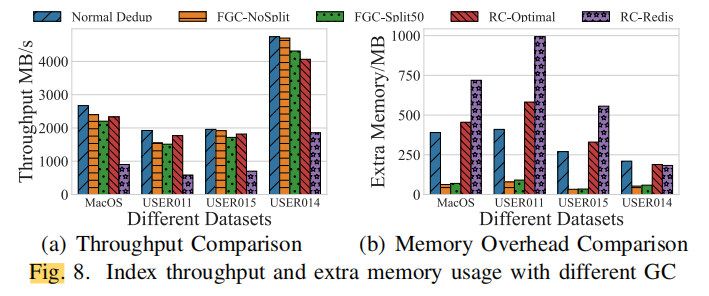 Normal Dedup FGC-NoSplit FGC-Split50 RC-Optimal RC-Redis
Throughput MB/s
4000
3000
2000
1000
0
MacOS USER011 USER015 USER014
Different Datasets
(a) Throughput Comparison
Extra Memory/MB
1000
750
500
250
0
MacOS USER011 USER015 USER014
Different Datasets
(b) Memory Overhead Comparison
Fig. 8. Index throughput and extra memory usage with different GC